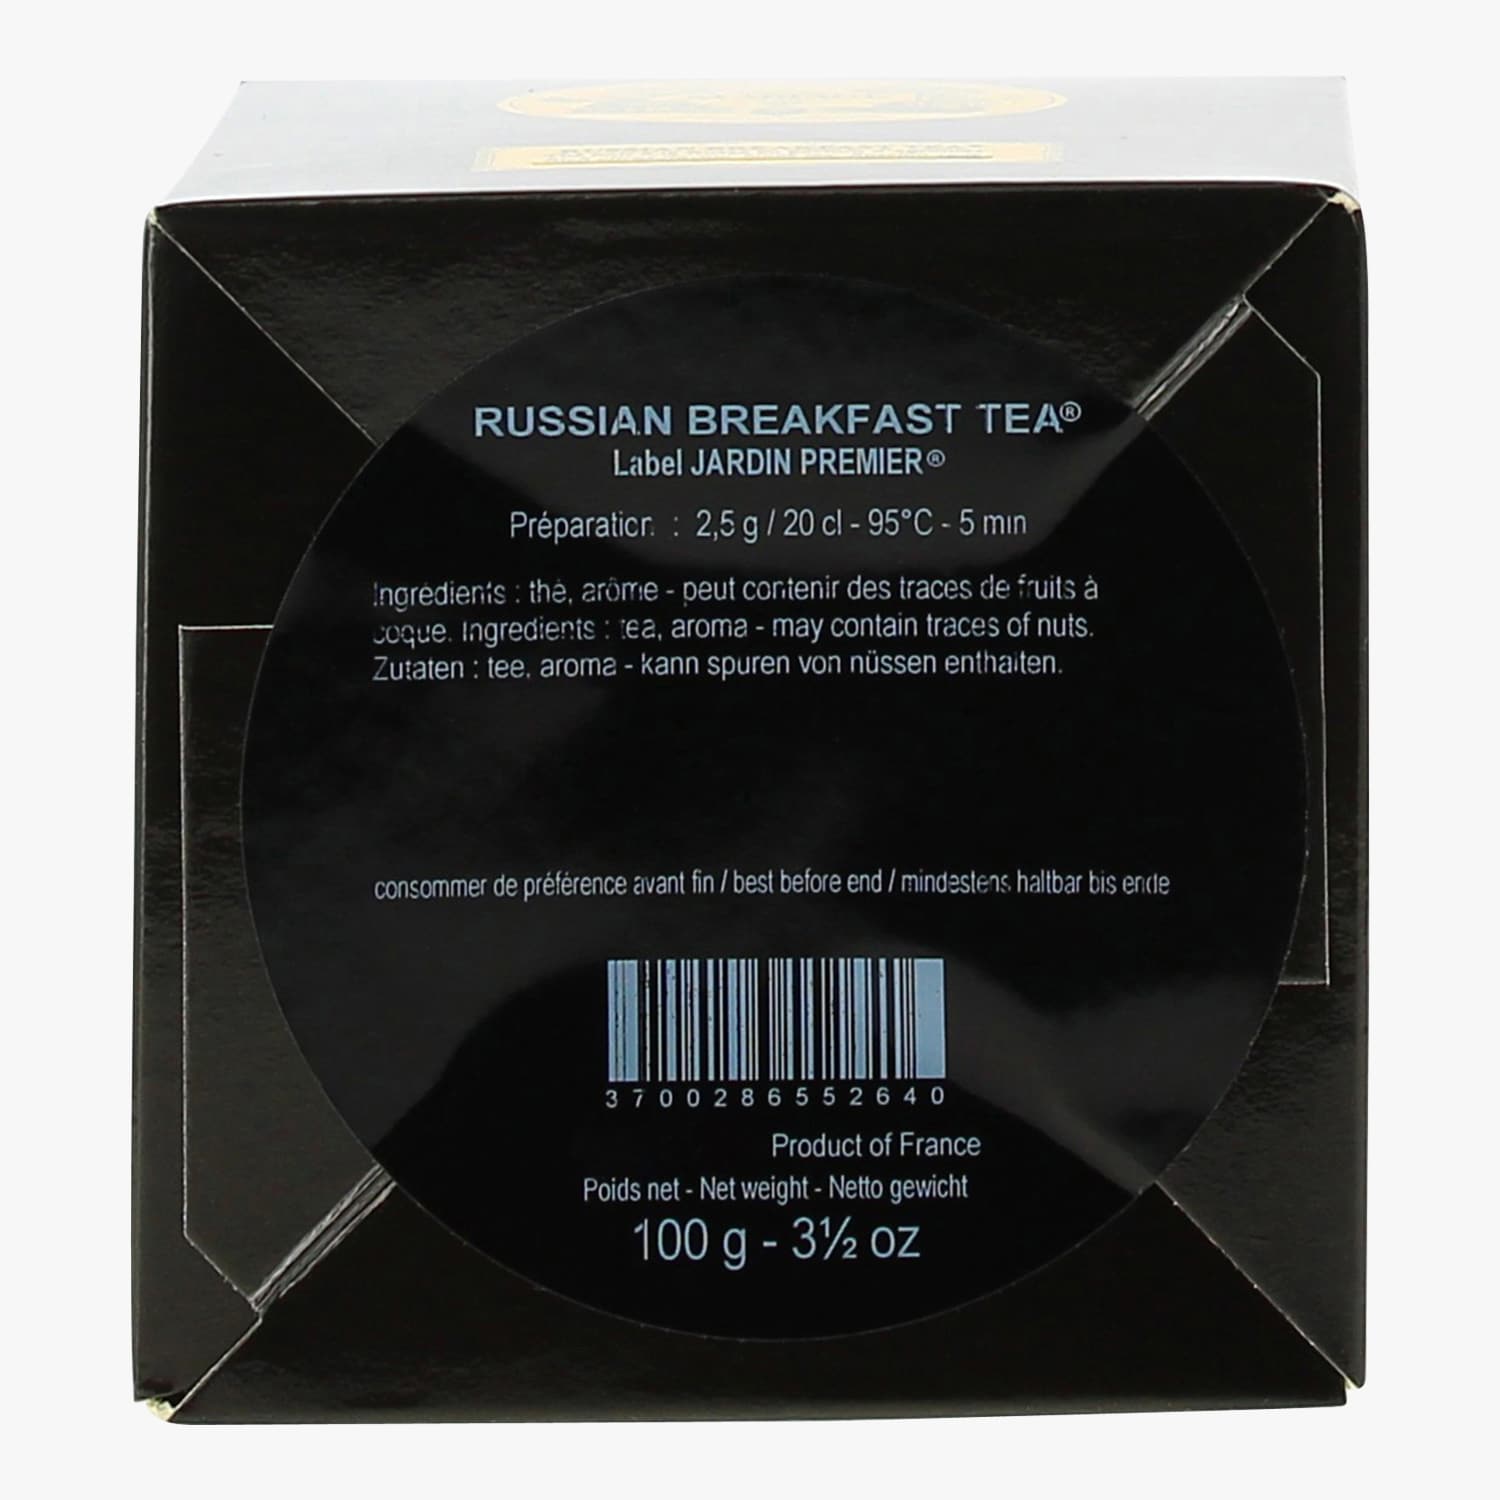 RUSSIAN BREAKFAST TEA®
Label JARDIN PREMIER®
Préparation : 2,5 g / 20 cl - 95°C - 5 min
Ingrédients : thé, arôme - peut contenir des traces de fruits à
coque. Ingredients : tea, aroma - may contain traces of nuts.
Zutaten : tee, aroma - kann spuren von nüssen enthalten.
consommer de préférence avant fin / best before end / mindestens haltbar bis ende
3700286552640
Product of France
Poids net - Net weight - Netto gewicht
100 g - 3½ oz